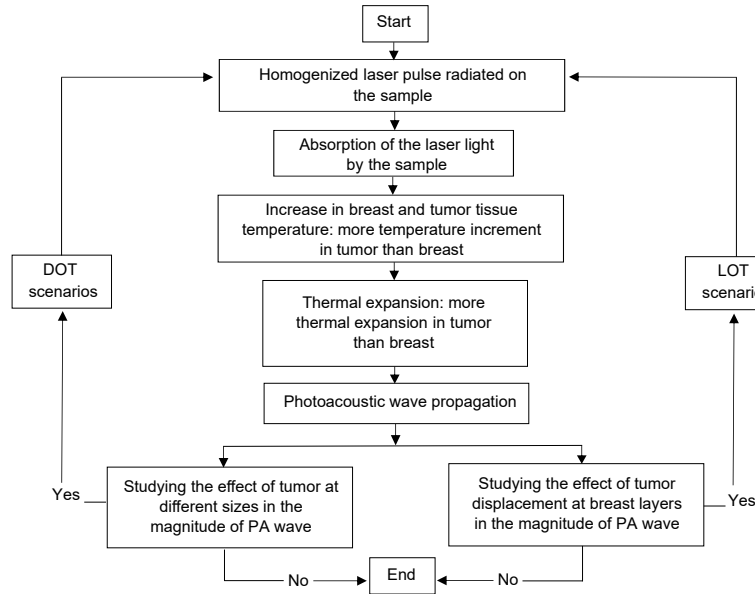 Start
Homogenized laser pulse radiated on
the sample
Absorption of the laser light
by the sample
Increase in breast and tumor tissue
temperature: more temperature increment
in tumor than breast
DOT
scenarios
LOT
Thermal expansion: more
thermal expansion in tumor
than breast
Photoacoustic wave propagation
Yes
Studying the effect of tumor at
different sizes in the
magnitude of PA wave
Studying the effect of tumor
displacement at breast layers
in the magnitude of PA wave
Yes
No
End
No